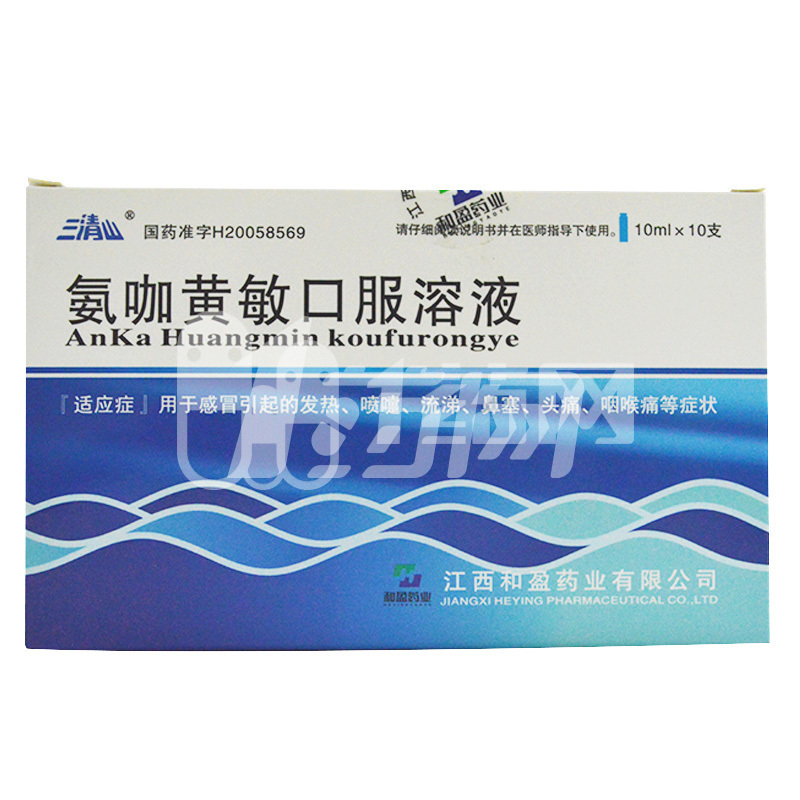 三清山®
国药准字H20058569
江西
和盈药业
请仔细阅读说明书并在医师指导下使用。
10ml×10支
氨咖黄敏口服溶液
AnKa Huangmin koufurongye
『适应症』用于感冒引起的发热、喷嚏、流涕、鼻塞、头痛、咽喉痛等症状
和盈药业
江西和盈药业有限公司
JIANGXI HEYING PHARMACEUTICAL CO.,LTD